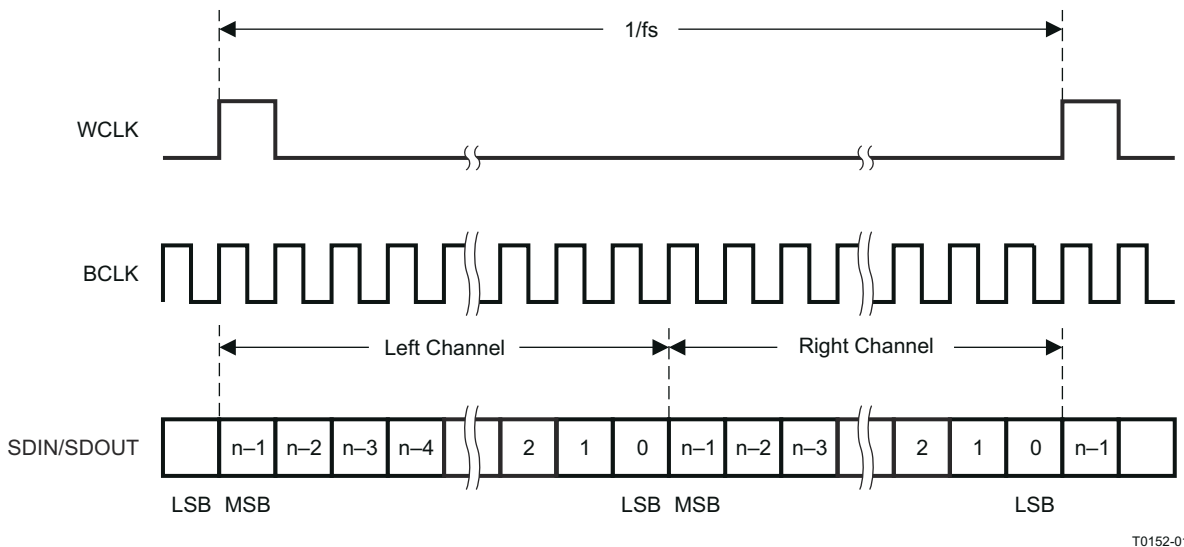 1/fs
WCLK
BCLK
Left Channel
Right Channel
SDIN/SDOUT
n–1 n–2 n–3 n–4 2 1 0 n–1 n–2 n–3 2 1 0 n–1
LSB MSB LSB MSB LSB
T0152-01